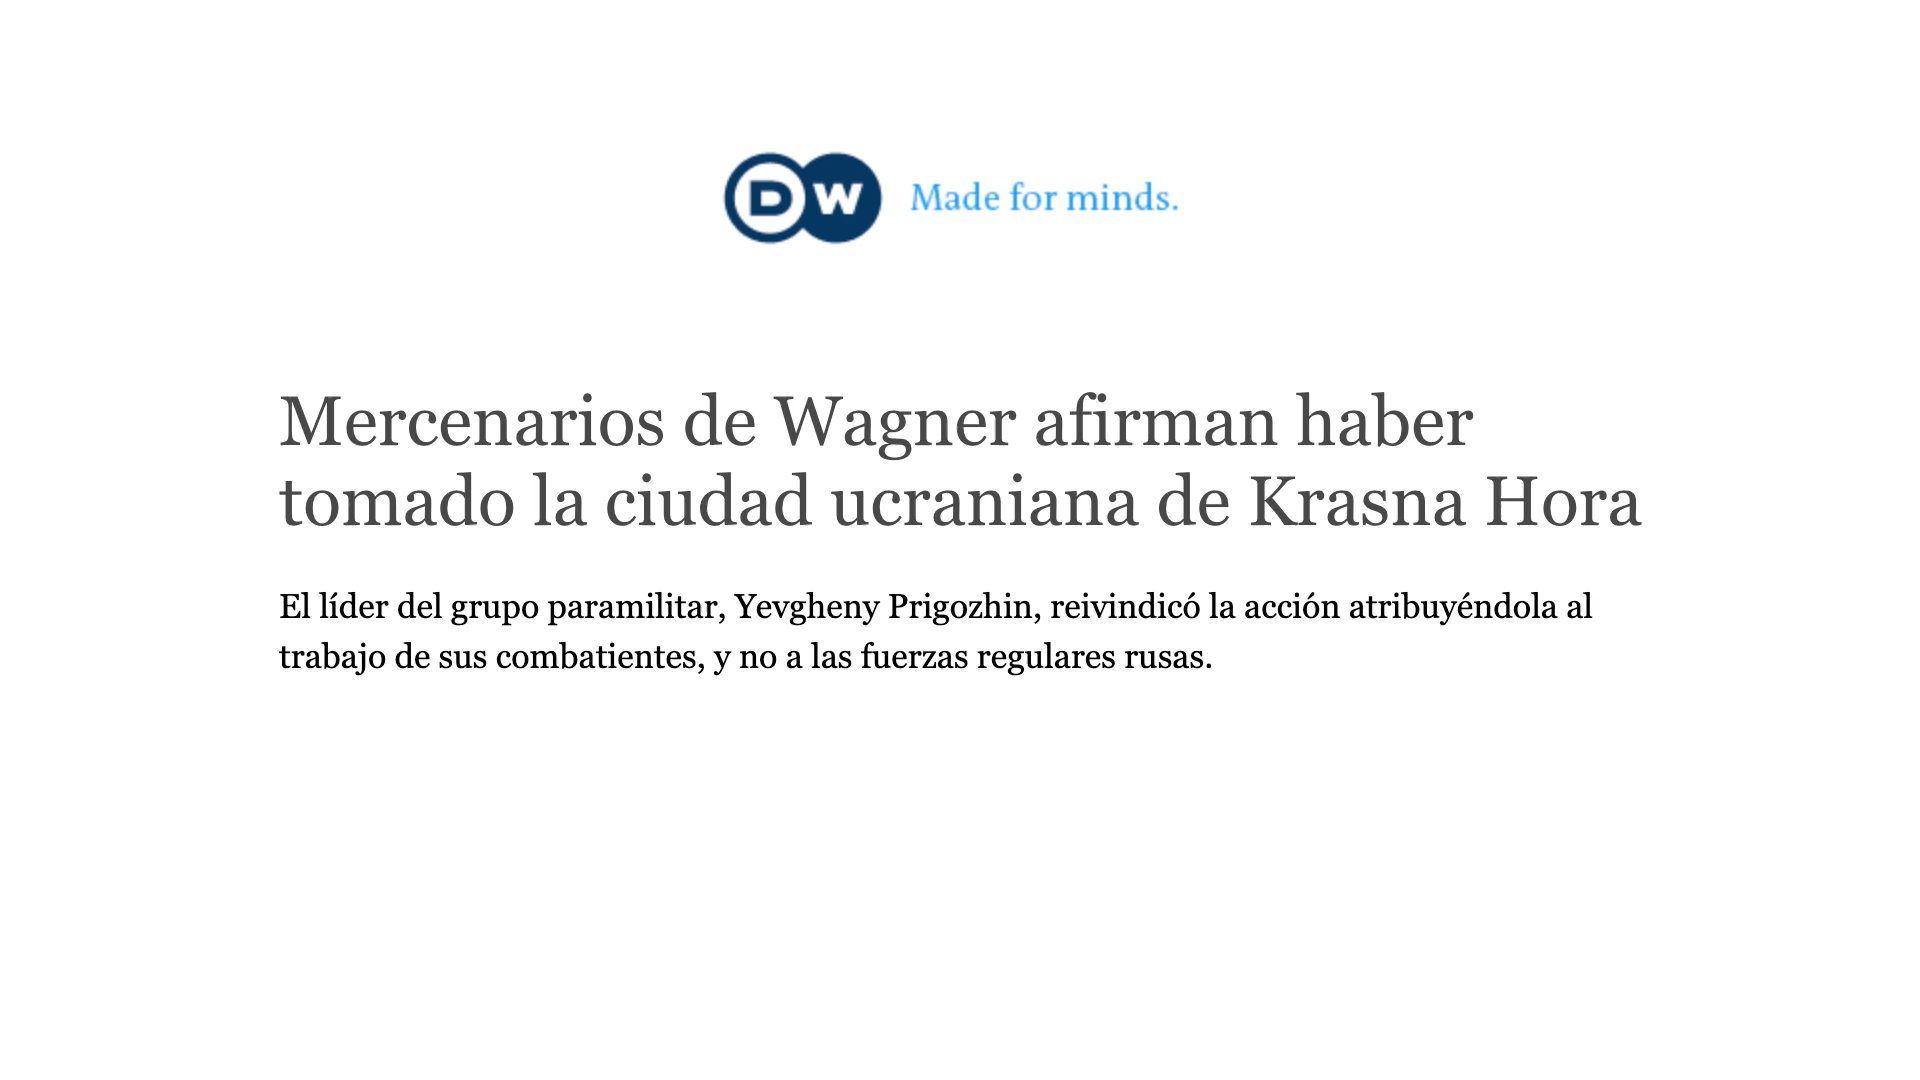 DW Made for minds.
Mercenarios de Wagner afirman haber
tomado la ciudad ucraniana de Krasna Hora
El líder del grupo paramilitar, Yevgheny Prigozhin, reivindicó la acción atribuyéndola al
trabajo de sus combatientes, y no a las fuerzas regulares rusas.